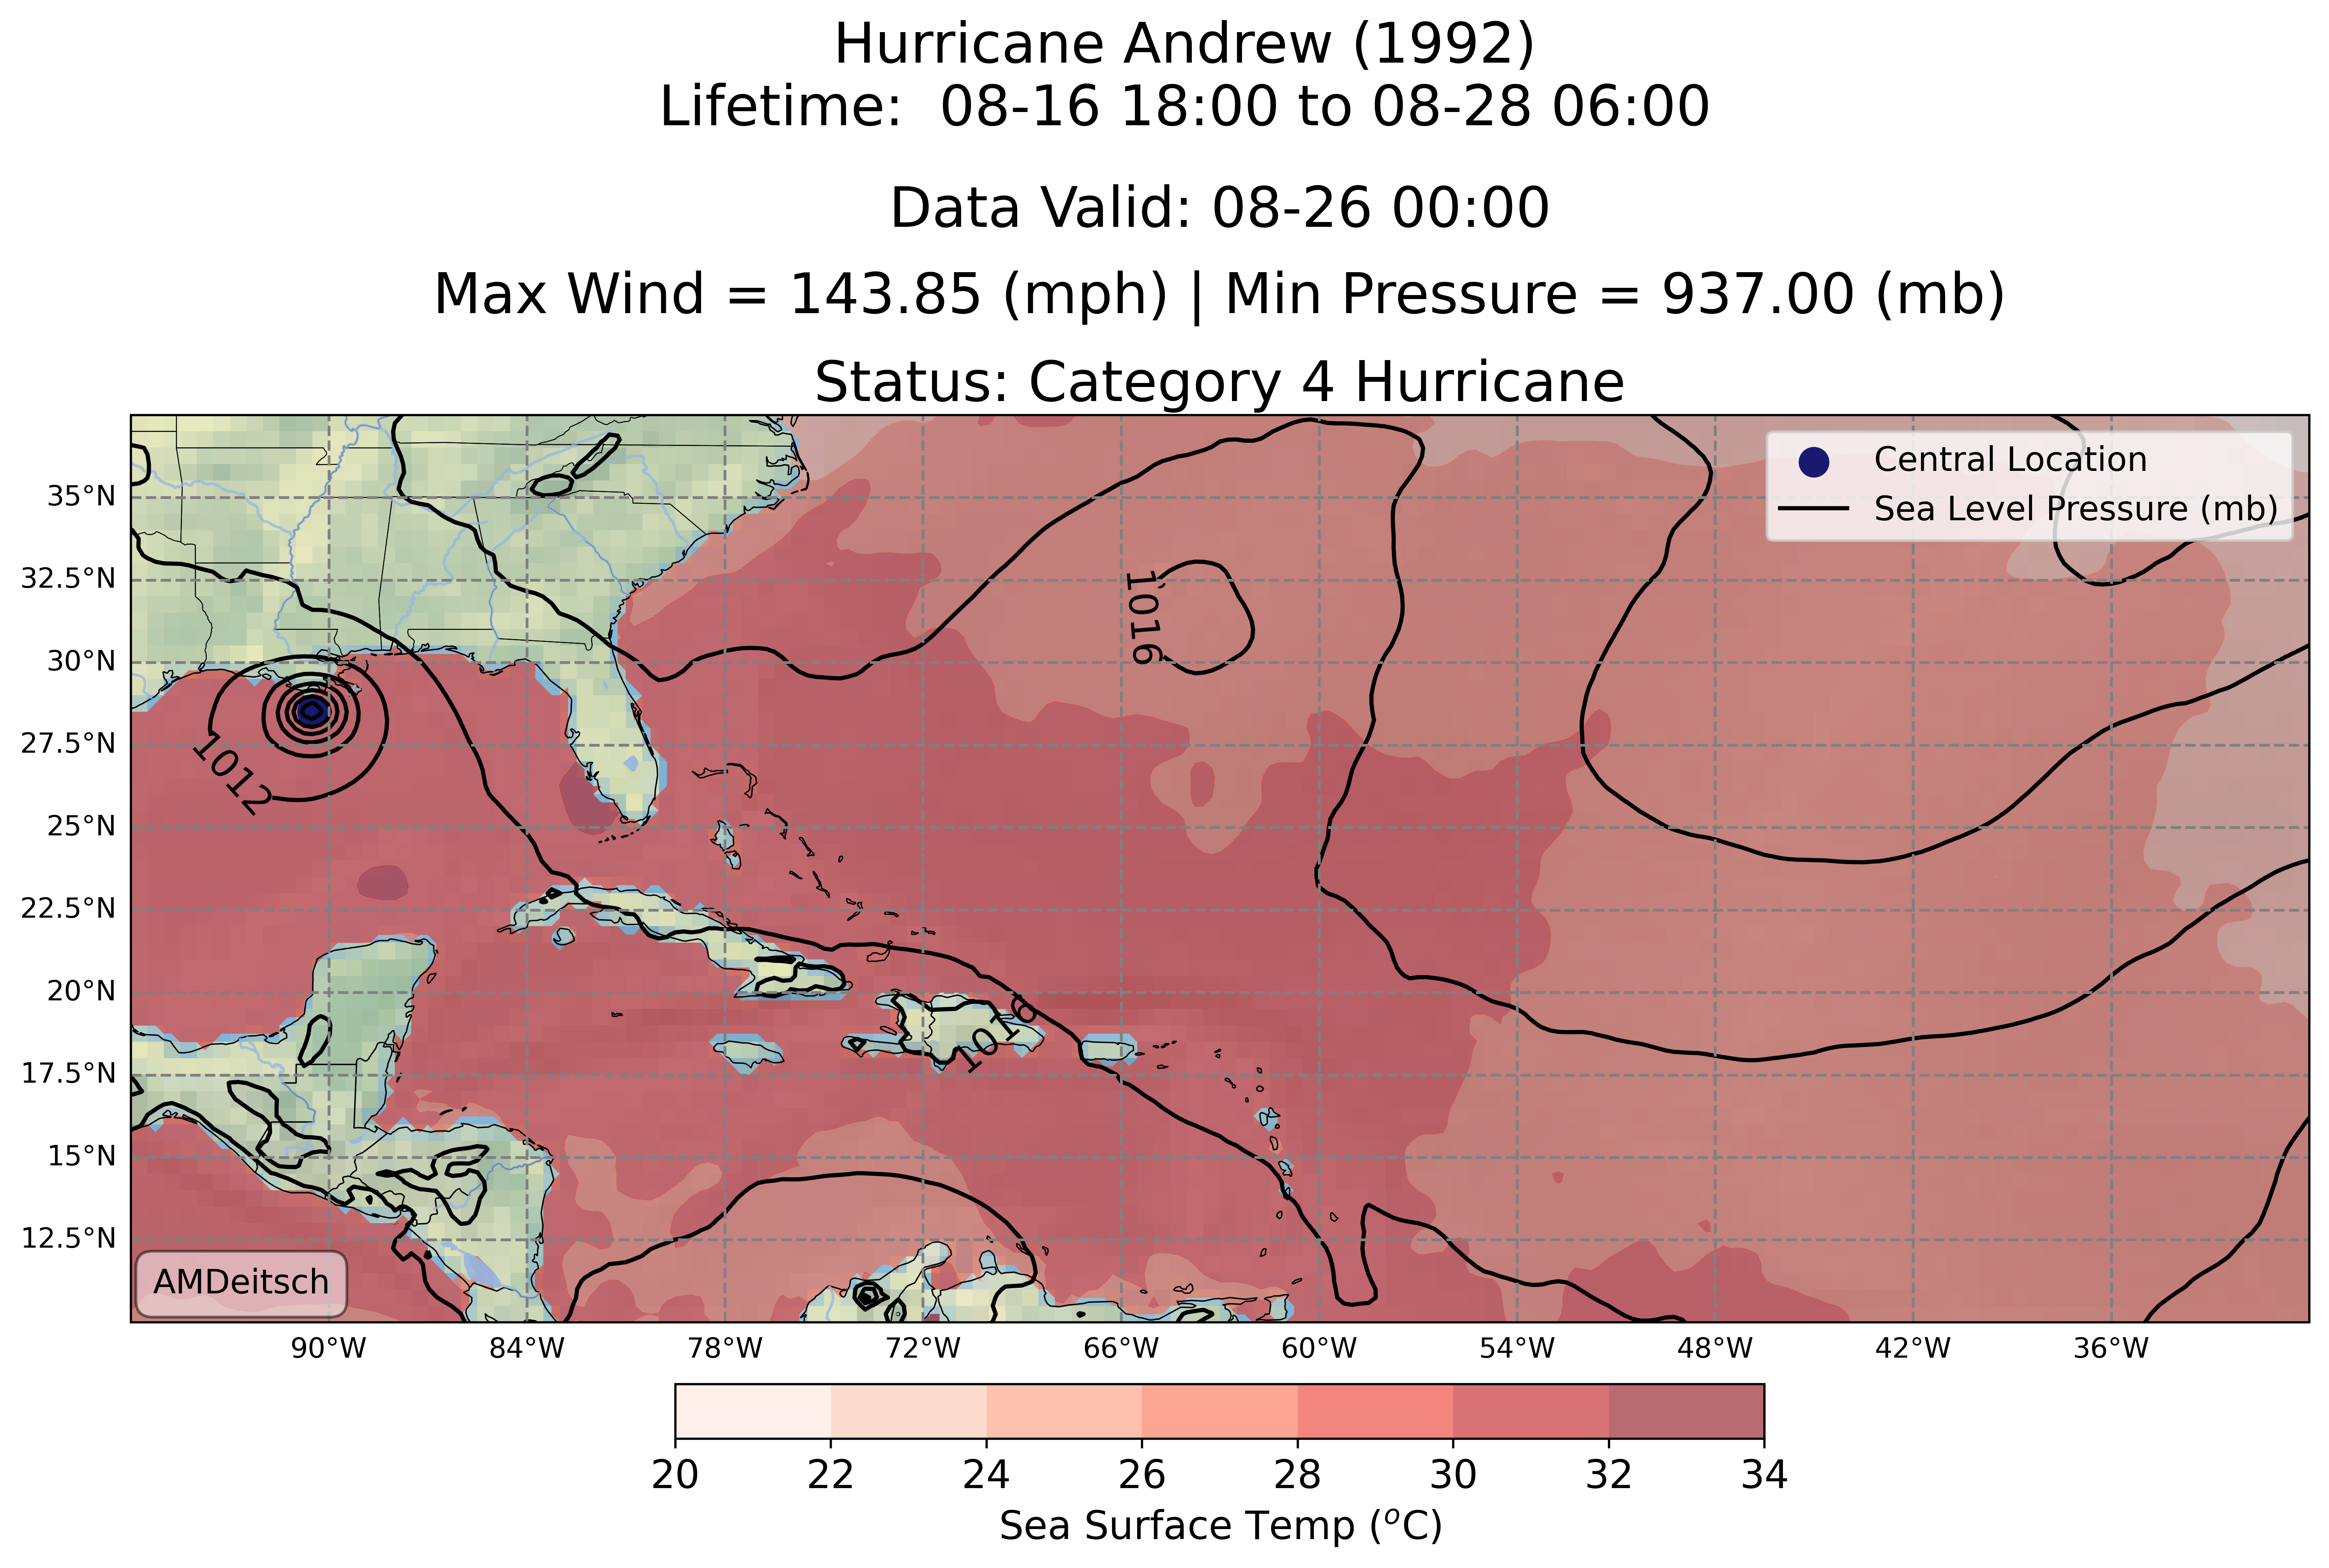 Hurricane Andrew (1992)
Lifetime:  08-16 18:00 to 08-28 06:00
Data Valid: 08-26 00:00
Max Wind = 143.85 (mph) | Min Pressure = 937.00 (mb)
Status: Category 4 Hurricane
Central Location
Sea Level Pressure (mb)
35°N
32.5°N
30°N
27.5°N
25°N
22.5°N
20°N
17.5°N
15°N
12.5°N
1016
1012
1016
AMDeitsch
90°W 84°W 78°W 72°W 66°W 60°W 54°W 48°W 42°W 36°W
20 22 24 26 28 30 32 34
Sea Surface Temp (°C)